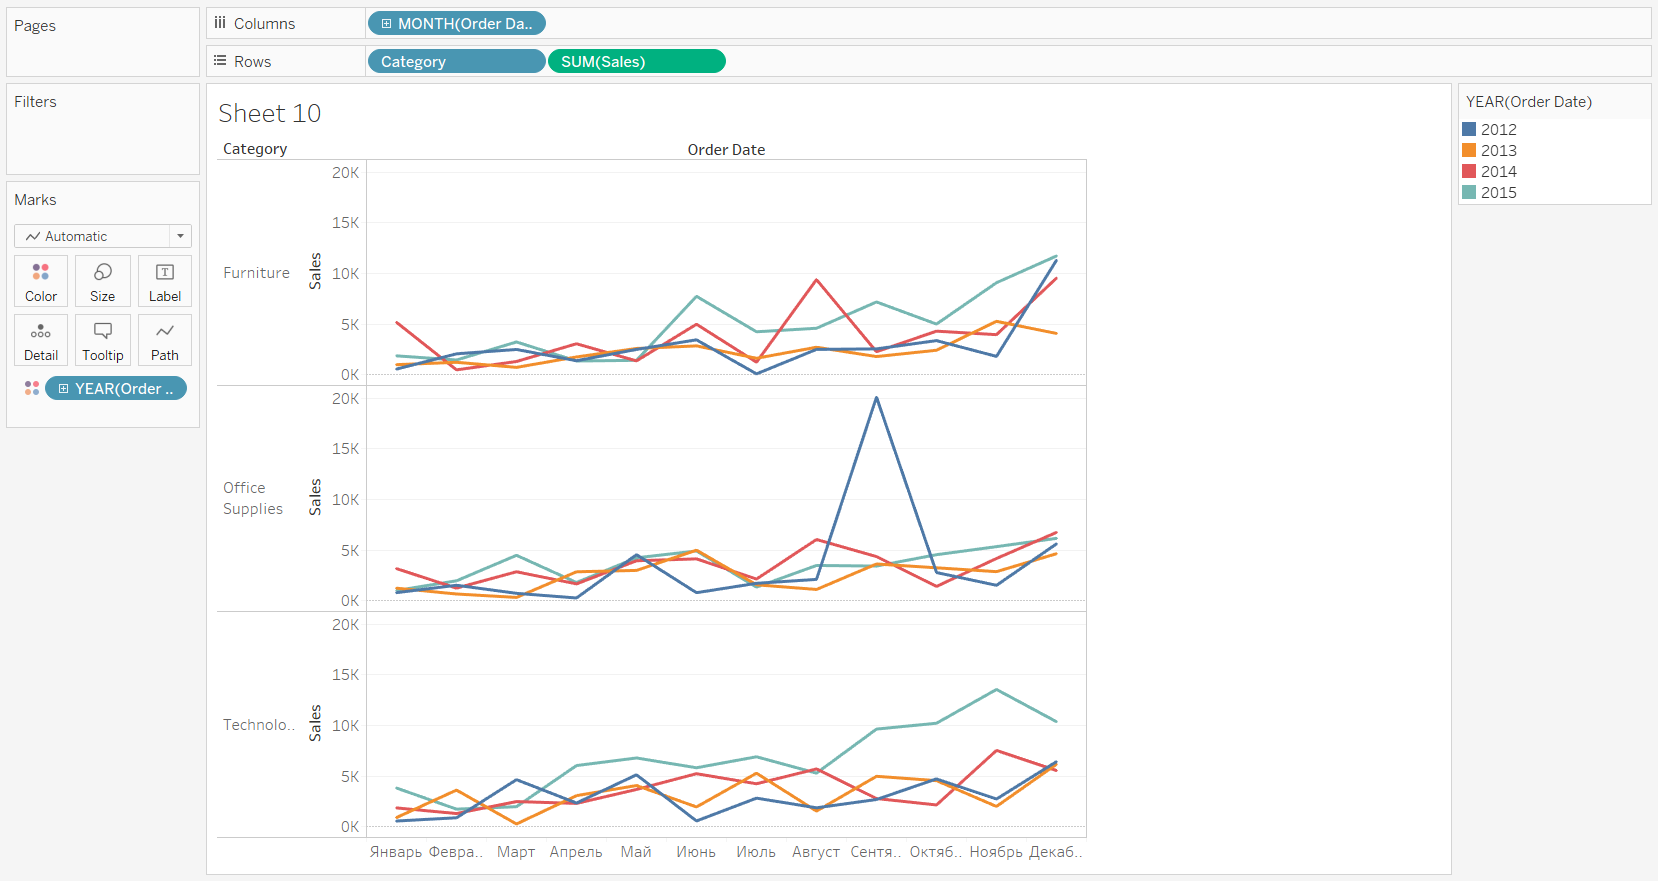 Pages
Columns
MONTH(Order Da..
Rows
Category
SUM(Sales)
Filters
Marks
Automatic
Color
Size
Label
Detail
Tooltip
Path
YEAR(Order ..
Sheet 10
Category
Order Date
Furniture
Sales
20K
15K
10K
5K
0K
Office
Supplies
Sales
20K
15K
10K
5K
0K
Technolo..
Sales
20K
15K
10K
5K
0K
Январь Февра.. Март Апрель Май Июнь Июль Август Сентя.. Октяб.. Ноябрь Декаб..
YEAR(Order Date)
2012
2013
2014
2015